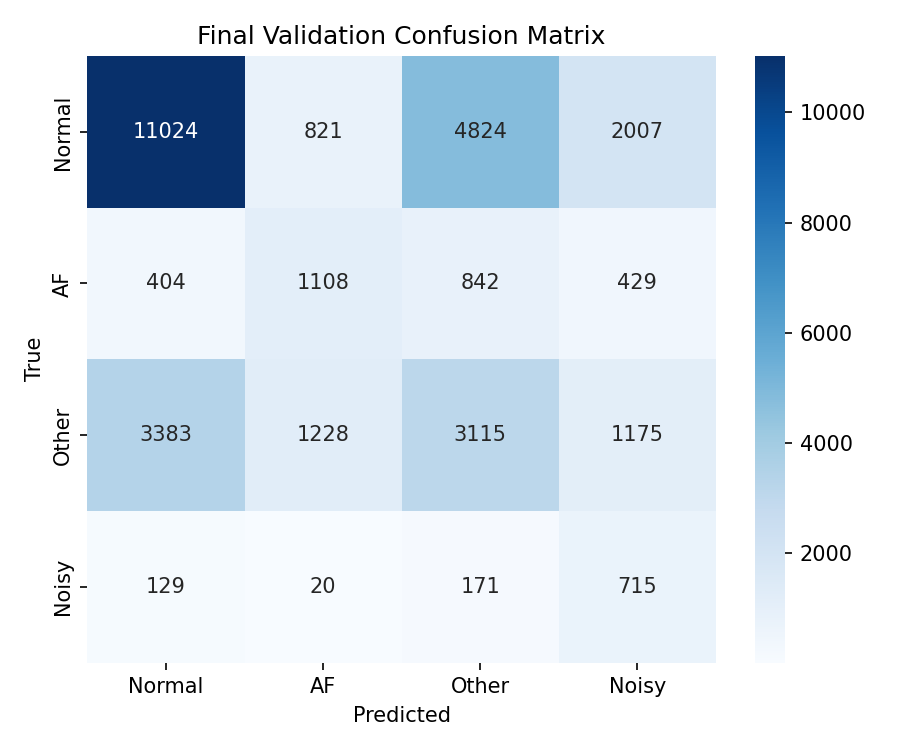 Final Validation Confusion Matrix
Normal 11024 821 4824 2007
AF 404 1108 842 429
Other 3383 1228 3115 1175
Noisy 129 20 171 715
Normal AF Other Noisy
Predicted
True
10000
8000
6000
4000
2000